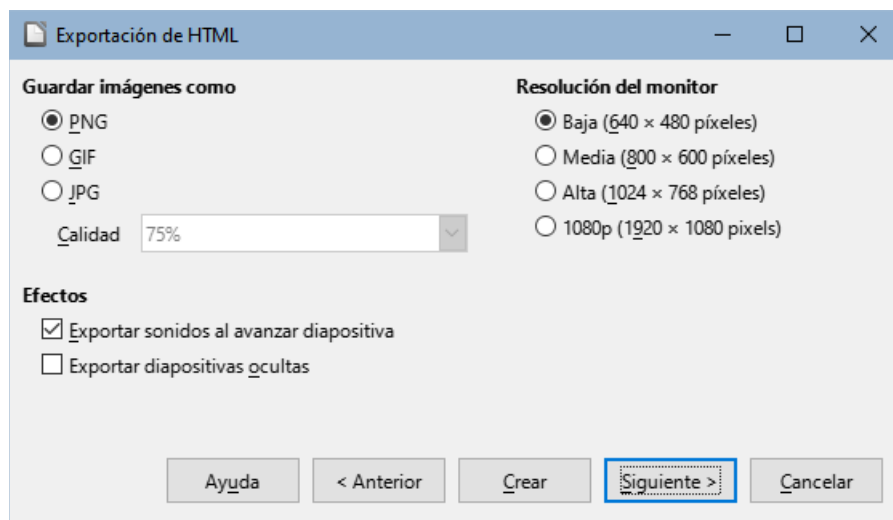 Exportación de HTML
Guardar imágenes como
PNG
GIF
JPG
Calidad 75%
Resolución del monitor
Baja (640 × 480 píxeles)
Media (800 × 600 píxeles)
Alta (1024 × 768 píxeles)
1080p (1920 × 1080 pixels)
Efectos
Exportar sonidos al avanzar diapositiva
Exportar diapositivas ocultas
Ayuda
< Anterior
Crear
Siguiente >
Cancelar